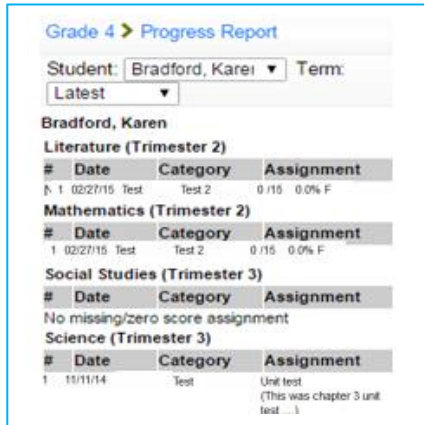 Grade 4 > Progress Report
Student: Bradford, Karer ▼ Term:
Latest ▼
Bradford, Karen
Literature (Trimester 2)
# Date Category Assignment
1 02/27/15 Test Test 2 0 /15 0.0% F
Mathematics (Trimester 2)
# Date Category Assignment
1 02/27/15 Test Test 2 0 /15 0.0% F
Social Studies (Trimester 3)
# Date Category Assignment
No missing/zero score assignment
Science (Trimester 3)
# Date Category Assignment
1 11/11/14 Test Unit test
(This was chapter 3 unit
test ....)